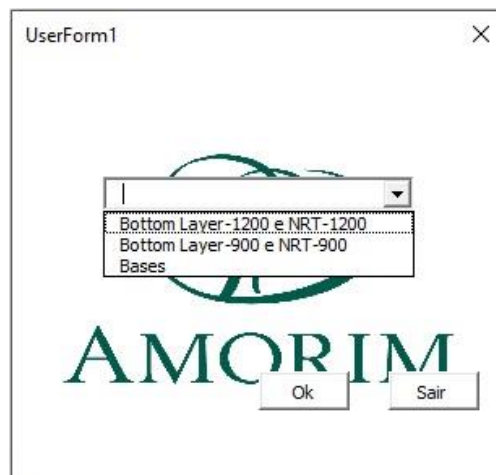 UserForm1
Bottom Layer-1200 e NRT-1200
Bottom Layer-900 e NRT-900
Bases
AMORIM
Ok
Sair